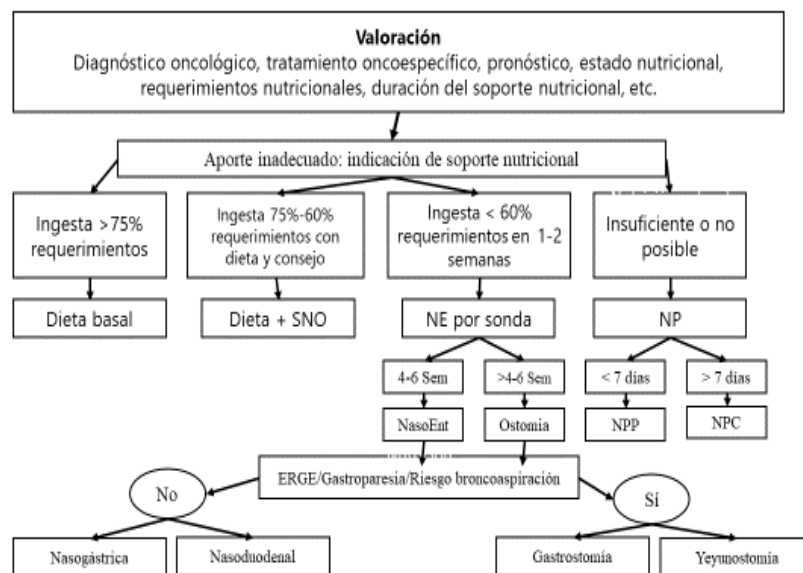 Valoración
Diagnóstico oncológico, tratamiento oncoespecífico, pronóstico, estado nutricional,
requerimientos nutricionales, duración del soporte nutricional, etc.
Aporte inadecuado: indicación de soporte nutricional
Ingesta >75%
requerimientos
Ingesta 75%-60%
requerimientos con
dieta y consejo
Ingesta < 60%
requerimientos en 1-2
semanas
Insuficiente o no
posible
Dieta basal
Dieta + SNO
NE por sonda
NP
4-6 Sem
>4-6 Sem
< 7 días
> 7 días
NasoEnt
Ostomia
NPP
NPC
ERGE/Gastroparesia/Riesgo broncoaspiración
No
Sí
Nasogástrica
Nasoduodenal
Gastrostomía
Yeyunostomia